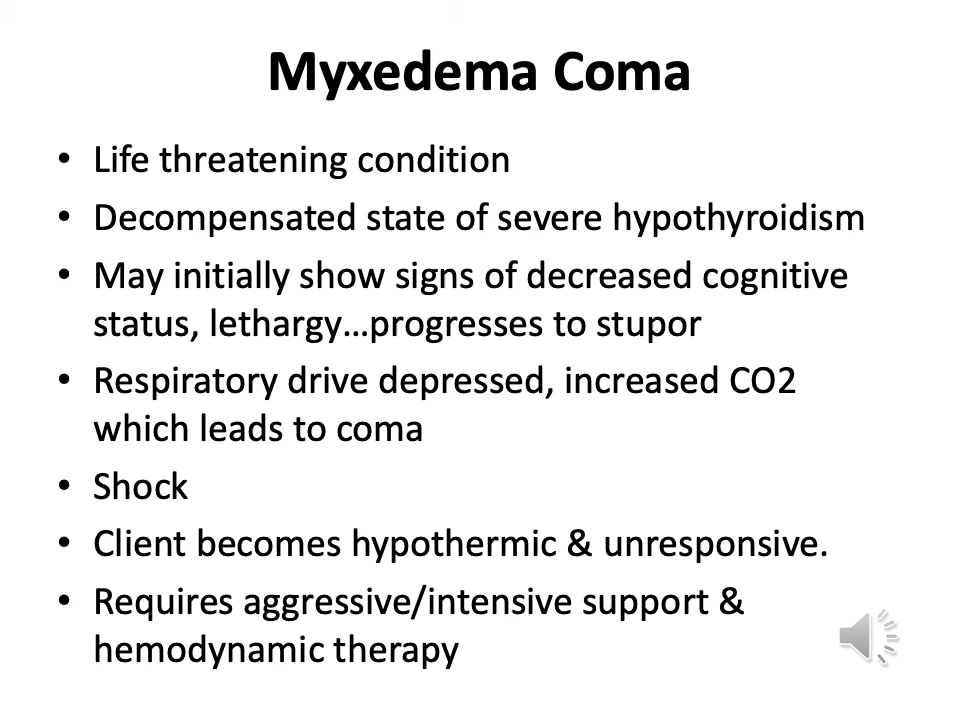 Myxedema Coma
• Life threatening condition
• Decompensated state of severe hypothyroidism
• May initially show signs of decreased cognitive
status, lethargy…progresses to stupor
• Respiratory drive depressed, increased CO2
which leads to coma
• Shock
• Client becomes hypothermic & unresponsive.
• Requires aggressive/intensive support &
hemodynamic therapy